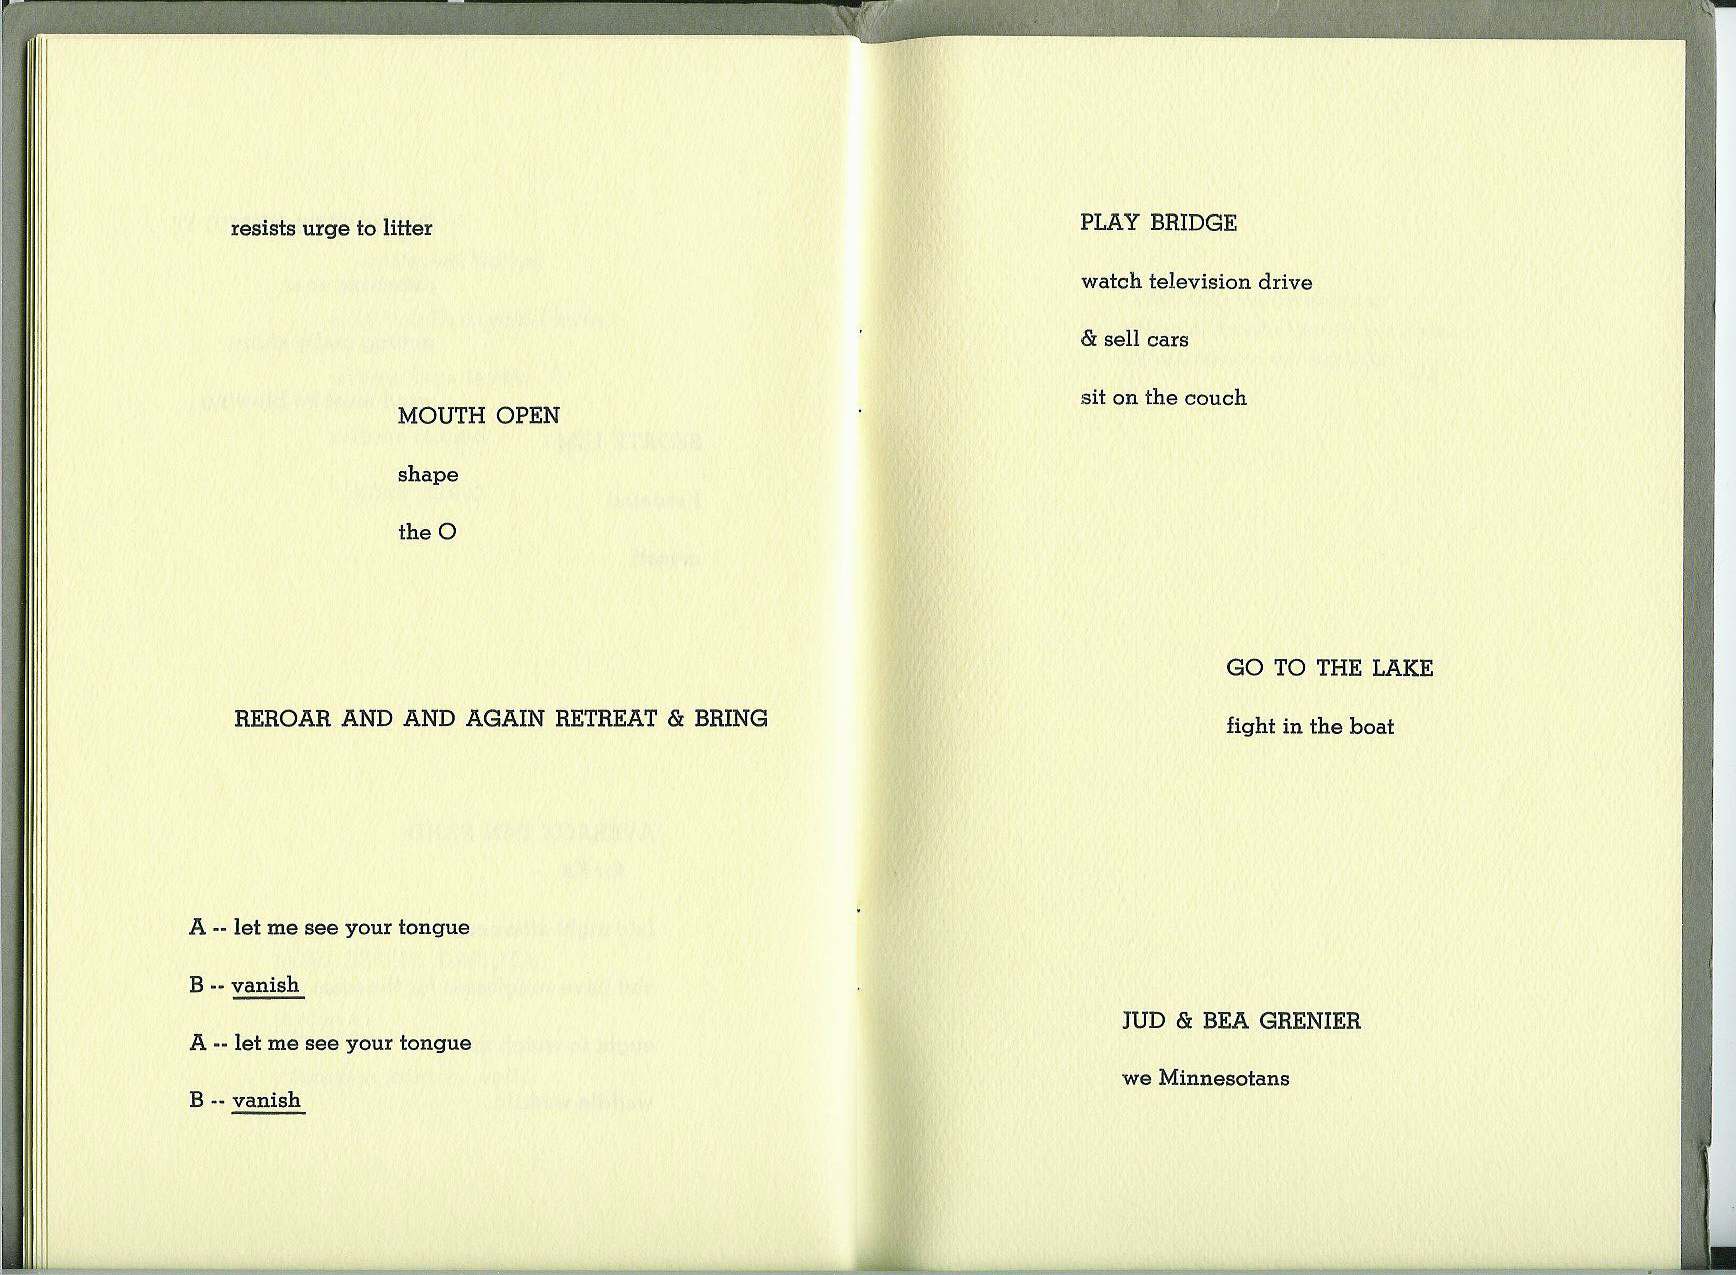 resists urge to litter
MOUTH OPEN
shape
the O
REROAR AND AND AGAIN RETREAT & BRING
A -- let me see your tongue
B -- vanish
A -- let me see your tongue
B -- vanish
PLAY BRIDGE
watch television drive
& sell cars
sit on the couch
GO TO THE LAKE
fight in the boat
JUD & BEA GRENIER
we Minnesotans